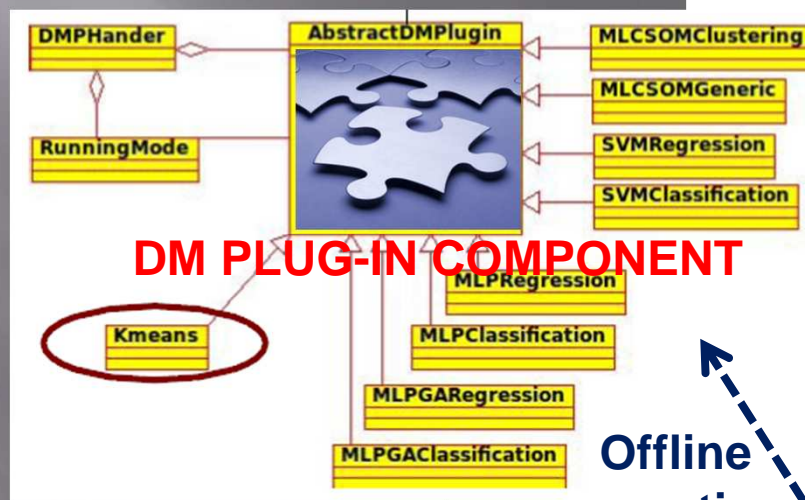 DMPHander
AbstractDMPlugin
MLCSOMClustering
MLCSOMGeneric
RunningMode
SVMRegression
SVMClassification
DM PLUG-IN COMPONENT
MLPRegression
Kmeans
MLPClassification
MLPGARegression
MLPGAClassification
Offline